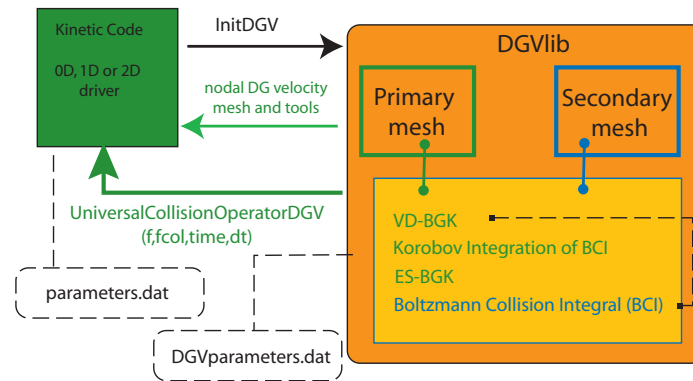 Kinetic Code
0D, 1D or 2D
driver
InitDGV
nodal DG velocity
mesh and tools
UniversalCollisionOperatorDGV
(f,fcol,time,dt)
parameters.dat
DGVparameters.dat
DGVlib
Primary
mesh
Secondary
mesh
VD-BGK
Korobov Integration of BCI
ES-BGK
Boltzmann Collision Integral (BCI)